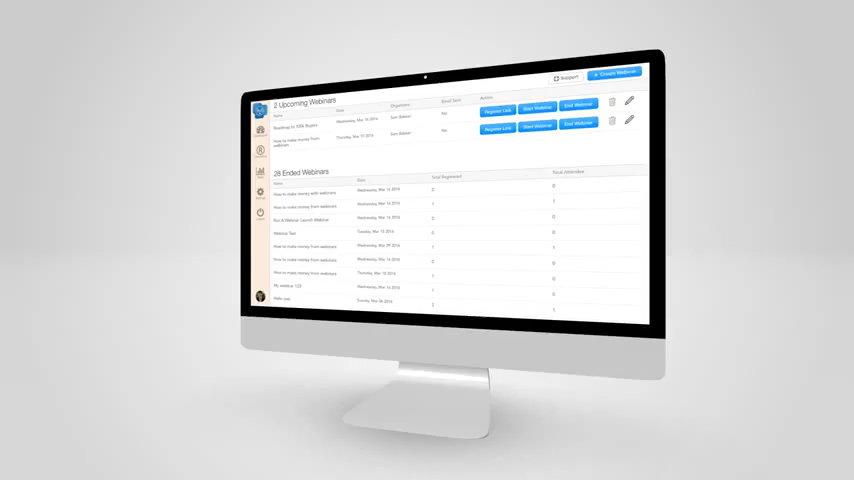 2 Upcoming Webinars
Support
+ Create Webinar
Name Date Organizers Email Sent Action
Roadmap to 100k Buyers Wednesday, Mar 16 2016 Sam Bakker No Register Link Start Webinar End Webinar
How to make money from webinars Thursday, Mar 10 2016 Sam Bakker No Register Link Start Webinar End Webinar
28 Ended Webinars
Name Date Total Registered Total Attended
How to make money with webinars Wednesday, Mar 16 2016 0
How to make money from webinars Wednesday, Mar 16 2016 1 1
Run A Webinar Launch Webinar Wednesday, Mar 16 2016 0 0
Webinar Test Tuesday, Mar 15 2016 0 0
How to make money from webinars Wednesday, Mar 09 2016 1 1
How to make money from webinars Wednesday, Mar 16 2016 0 0
How to make money from webinars Thursday, Mar 10 2016 1 0
My webinar 123 Wednesday, Mar 16 2016 1 0
Hello just Sunday, Mar 06 2016 2 1